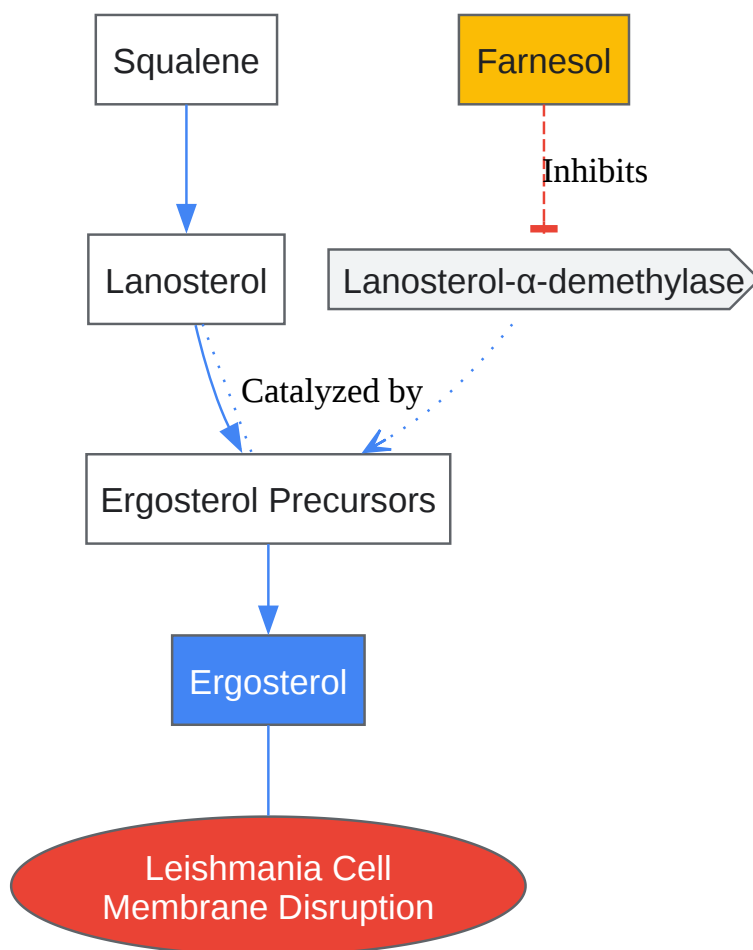 Squalene
Farnesol
Inhibits
Lanosterol
Lanosterol-α-demethylase
Catalyzed by
Ergosterol Precursors
Ergosterol
Leishmania Cell
Membrane Disruption